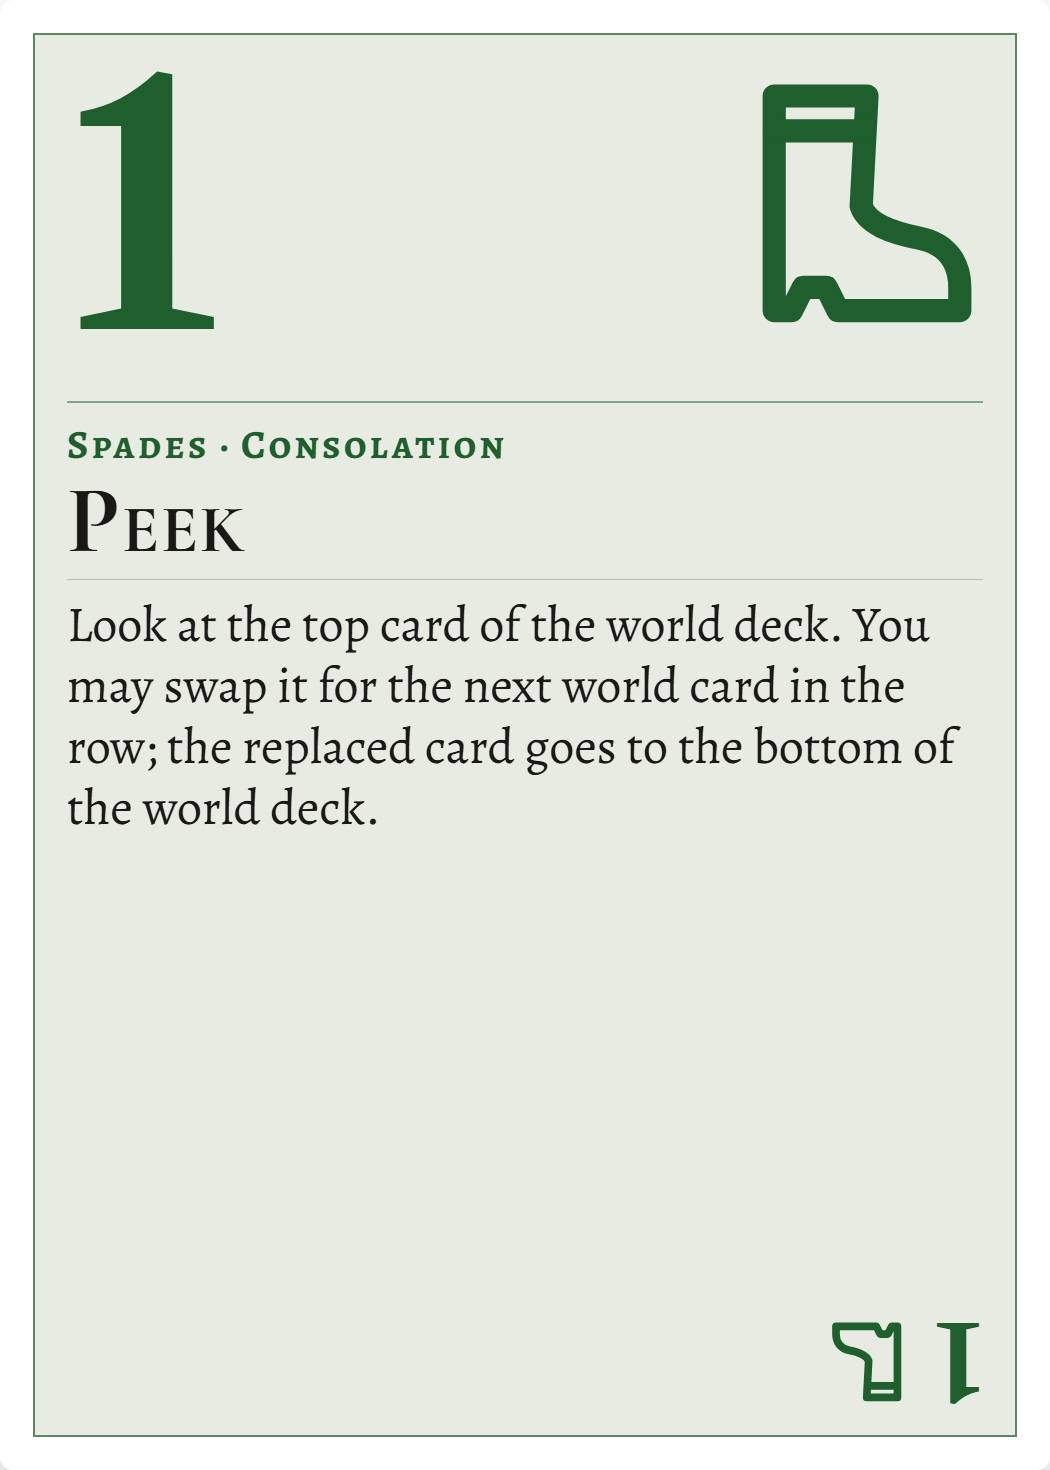 1
Spades · Consolation
Peek
Look at the top card of the world deck. You
may swap it for the next world card in the
row; the replaced card goes to the bottom of
the world deck.
1